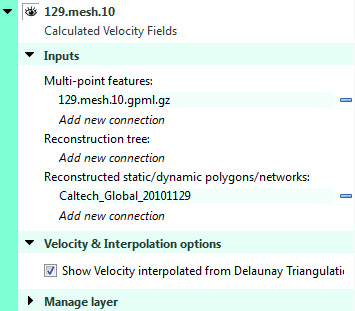 129.mesh.10
Calculated Velocity Fields
Inputs
Multi-point features:
129.mesh.10.gpml.gz
Add new connection
Reconstruction tree:
Add new connection
Reconstructed static/dynamic polygons/networks:
Caltech_Global_20101129
Add new connection
Velocity & Interpolation options
Show Velocity interpolated from Delaunay Triangulati
Manage layer